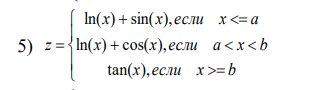 ln(x) + sin(x), если x <= a
5) z = { ln(x) + cos(x), если a < x < b
tan(x), если x >= b